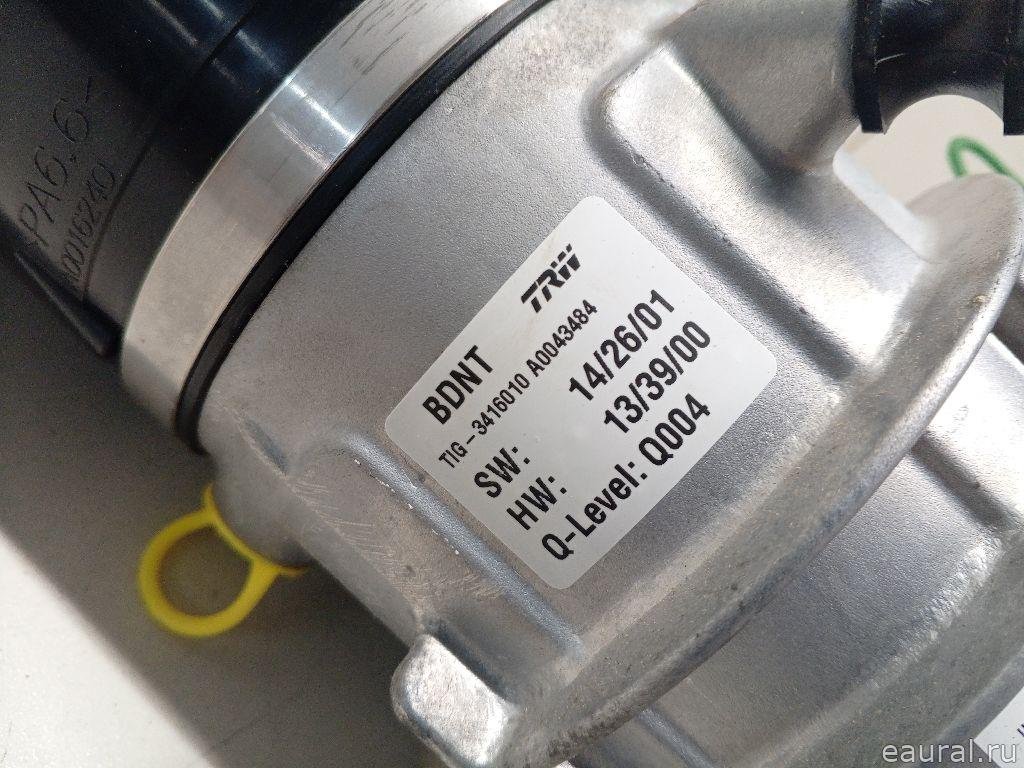 PA6.6-
A0016240
TRW
BDNT
TIG – 3416010 A0043484
SW: 14/26/01
HW: 13/39/00
Q-Level: Q004
eaural.ru